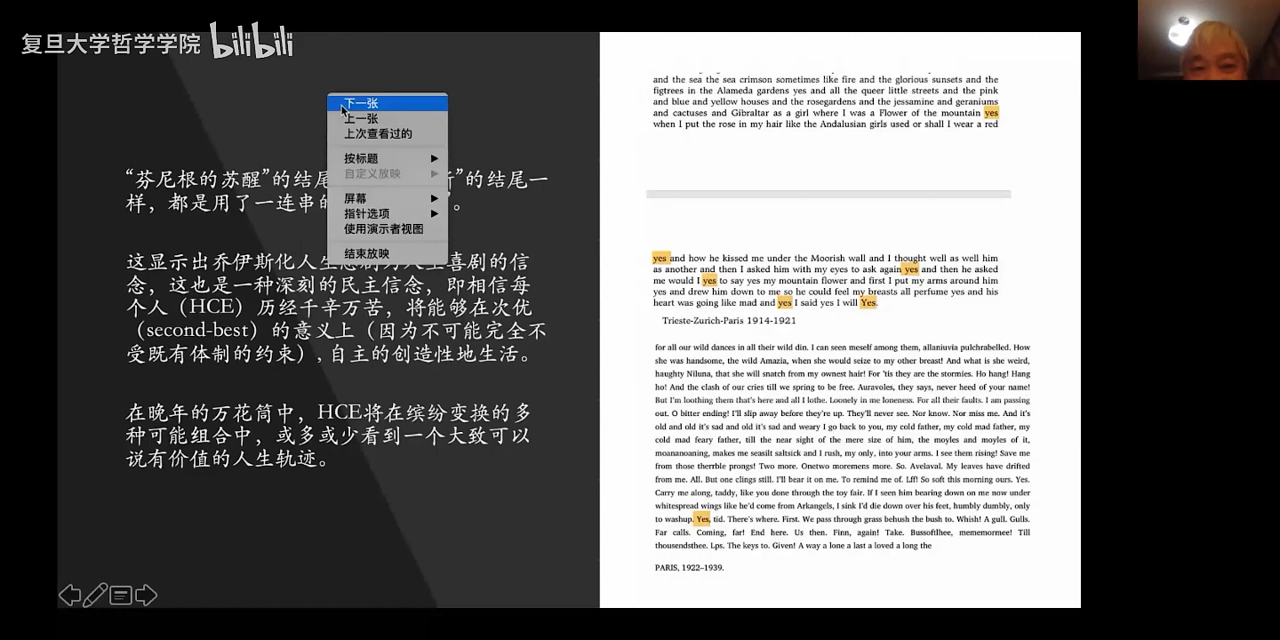 复旦大学哲学学院 bilibili
下一张
上一张
上次查看过的
按标题
自定义放映
屏幕
指针选项
使用演示者视图
结束放映
“芬尼根的苏醒”的结尾 斯”的结尾一
样,都是用了一连串的 。
这显示出乔伊斯化人生悲剧为人生喜剧的信
念,这也是一种深刻的民主信念,即相信每
个人(HCE)历经千辛万苦,将能够在次优
(second-best)的意义上(因为不可能完全不
受既有体制的约束),自主的创造性地生活。
在晚年的万花筒中,HCE将在缤纷变换的多
种可能组合中,或多或少看到一个大致可以
说有价值的人生轨迹。
and the sea the sea crimson sometimes like fire and the glorious sunsets and the
figtrees in the Alameda gardens yes and all the queer little streets and the pink
and blue and yellow houses and the rosegardens and the jessamine and geraniums
and cactuses and Gibraltar as a girl where I was a Flower of the mountain yes
when I put the rose in my hair like the Andalusian girls used or shall I wear a red
yes and how he kissed me under the Moorish wall and I thought well as well him
as another and then I asked him with my eyes to ask again yes and then he asked
me would I yes to say yes my mountain flower and first I put my arms around him
yes and drew him down to me so he could feel my breasts all perfume yes and his
heart was going like mad and yes I said yes I will Yes.
Trieste-Zurich-Paris 1914-1921
for all our wild dances in all their wild din. I can seen meself among them, allaniuvia pulchrabelled. How
she was handsome, the wild Amazia, when she would seize to my other breast! And what is she weird,
haughty Niluna, that she will snatch from my ownest hair! For 'tis they are the stormies. Ho hang! Hang
ho! And the clash of our cries till we spring to be free. Auravoles, they says, never heed of your name!
But I'm loothing them that's here and all I lothe. Loonely in me loneness. For all their faults. I am passing
out. O bitter ending! I'll slip away before they're up. They'll never see. Nor know. Nor miss me. And it's
old and old it's sad and old it's sad and weary I go back to you, my cold father, my cold mad father, my
cold mad feary father, till the near sight of the mere size of him, the moyles and moyles of it,
moananoaning, makes me seasilt saltsick and I rush, my only, into your arms. I see them rising! Save me
from those therrble prongs! Two more. Onetwo moremens more. So. Avelaval. My leaves have drifted
from me. All. But one clings still. I'll bear it on me. To remind me of. Lff! So soft this morning ours. Yes.
Carry me along, taddy, like you done through the toy fair. If I seen him bearing down on me now under
whitespread wings like he'd come from Arkangels, I sink I'd die down over his feet, humbly dumbly, only
to washup. Yes, tid. There's where. First. We pass through grass behush the bush to. Whish! A gull. Gulls.
Far calls. Coming, far! End here. Us then. Finn, again! Take. Bussoftlhee, mememormee! Till
thousendsthee. Lps. The keys to. Given! A way a lone a last a loved a long the
PARIS, 1922–1939.